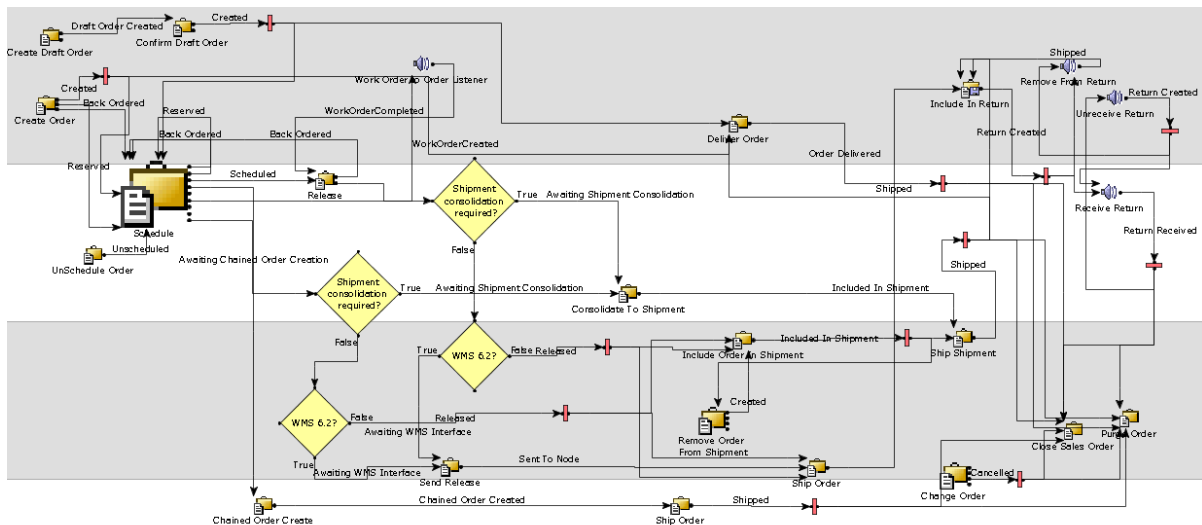 Draft Order Created
Created
Create Draft Order
Confirm Draft Order
Created
Back Ordered
Create Order
Reserved
Back Ordered
Reserved
Work Order To Order Listener
WorkOrderCompleted
Back Ordered
WorkOrderCreated
Deliver Order
Order Delivered
Shipped
Include In Return
Shipped
Remove From Return
Return Created
Unreceive Return
Return Created
Receive Return
Return Received
Scheduled
Release
Schedule
Unscheduled
UnSchedule Order
Shipment
consolidation
required?
True
Awaiting Shipment Consolidation
False
Awaiting Chained Order Creation
Shipment
consolidation
required?
True
Awaiting Shipment Consolidation
False
Consolidate To Shipment
Included In Shipment
Shipped
WMS 6.2?
True
False
Released
Include Order In Shipment
Included In Shipment
Ship Shipment
WMS 6.2?
False
Released
Awaiting WMS Interface
True
Awaiting WMS Interface
Created
Remove Order
From Shipment
Send Release
Sent To Node
Ship Order
Close Sales Order
Purge Order
Cancelled
Change Order
Chained Order Create
Chained Order Created
Ship Order
Shipped